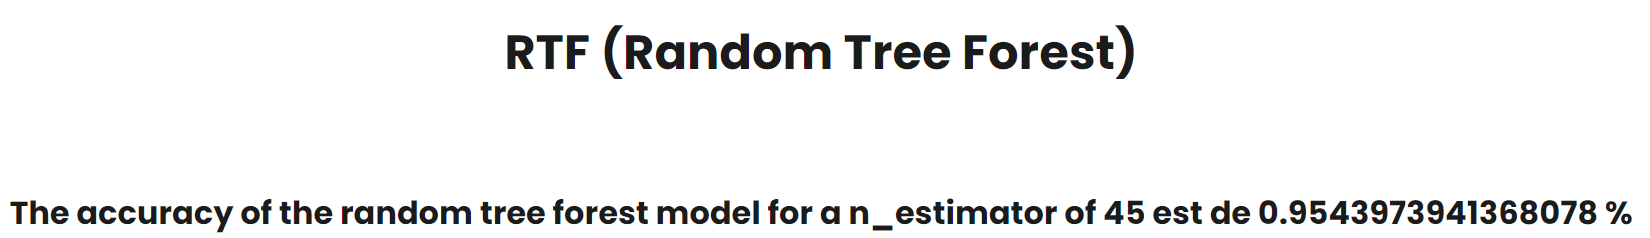 RTF (Random Tree Forest)
The accuracy of the random tree forest model for a n_estimator of 45 est de 0.9543973941368078 %